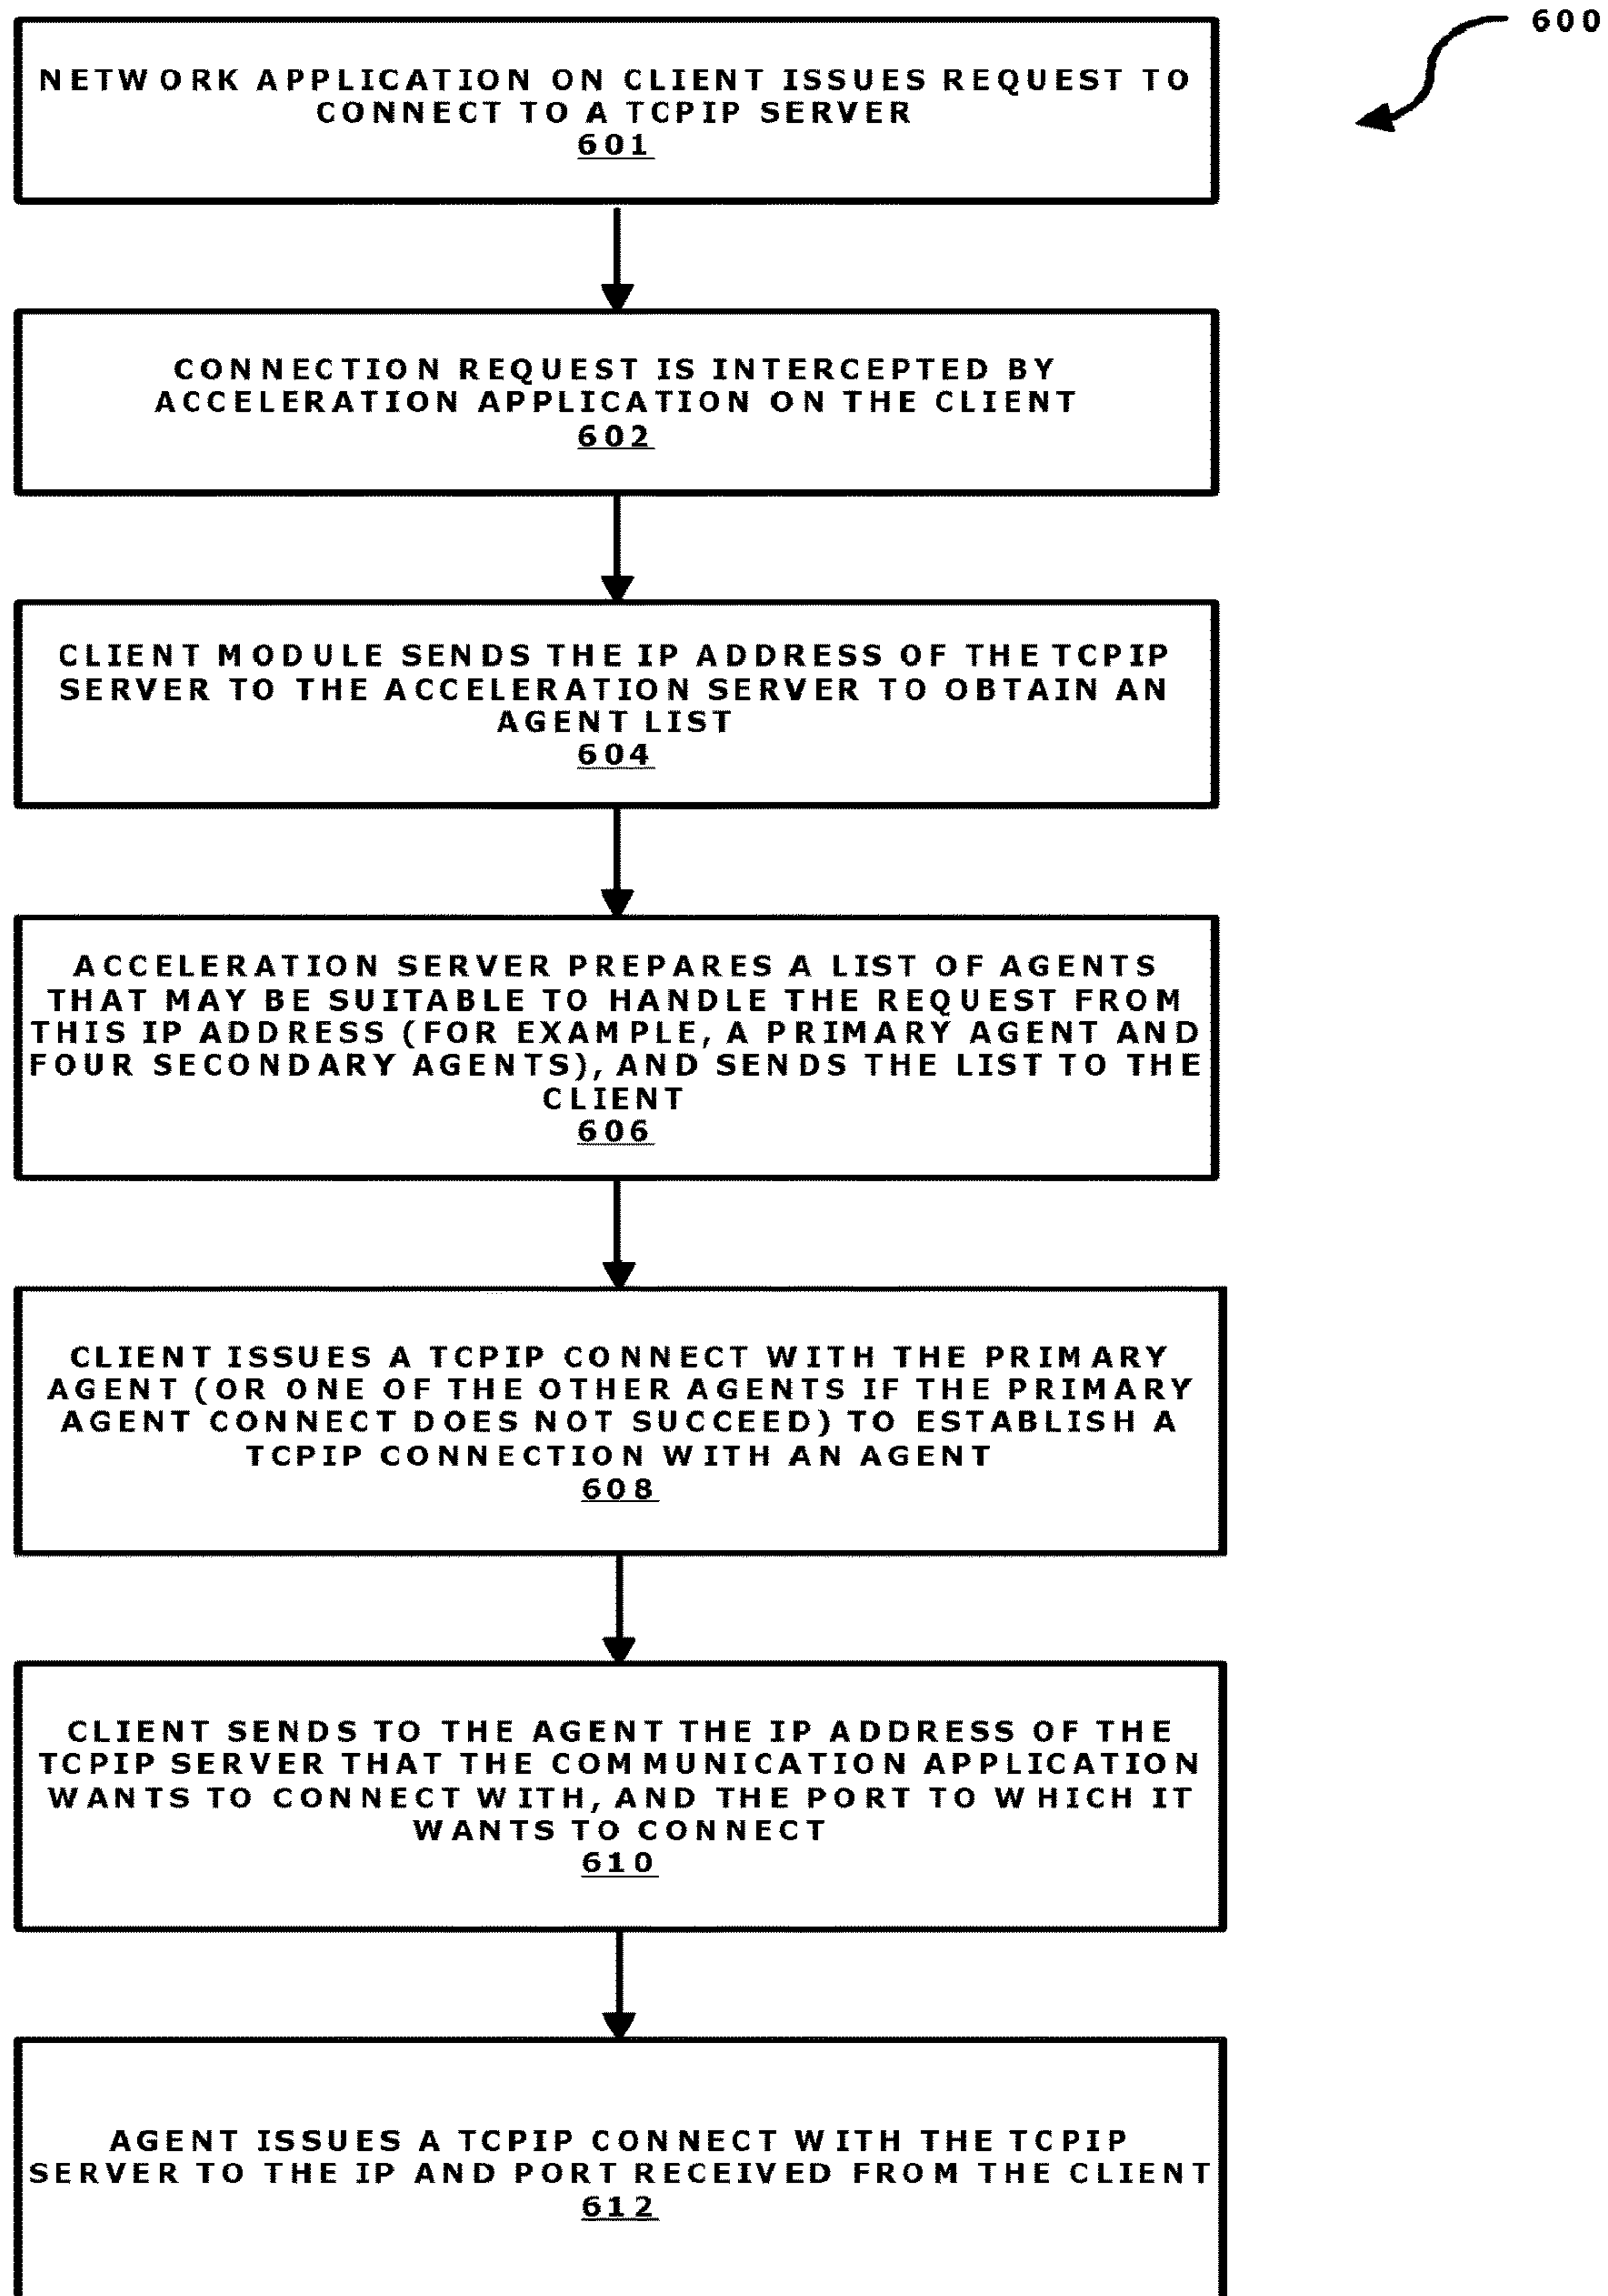 600
NETWORK APPLICATION ON CLIENT ISSUES REQUEST TO
CONNECT TO A TCPIP SERVER
601
CONNECTION REQUEST IS INTERCEPTED BY
ACCELERATION APPLICATION ON THE CLIENT
602
CLIENT MODULE SENDS THE IP ADDRESS OF THE TCPIP
SERVER TO THE ACCELERATION SERVER TO OBTAIN AN
AGENT LIST
604
ACCELERATION SERVER PREPARES A LIST OF AGENTS
THAT MAY BE SUITABLE TO HANDLE THE REQUEST FROM
THIS IP ADDRESS (FOR EXAMPLE, A PRIMARY AGENT AND
FOUR SECONDARY AGENTS), AND SENDS THE LIST TO THE
CLIENT
606
CLIENT ISSUES A TCPIP CONNECT WITH THE PRIMARY
AGENT (OR ONE OF THE OTHER AGENTS IF THE PRIMARY
AGENT CONNECT DOES NOT SUCCEED) TO ESTABLISH A
TCPIP CONNECTION WITH AN AGENT
608
CLIENT SENDS TO THE AGENT THE IP ADDRESS OF THE
TCPIP SERVER THAT THE COMMUNICATION APPLICATION
WANTS TO CONNECT WITH, AND THE PORT TO WHICH IT
WANTS TO CONNECT
610
AGENT ISSUES A TCPIP CONNECT WITH THE TCPIP
SERVER TO THE IP AND PORT RECEIVED FROM THE CLIENT
612